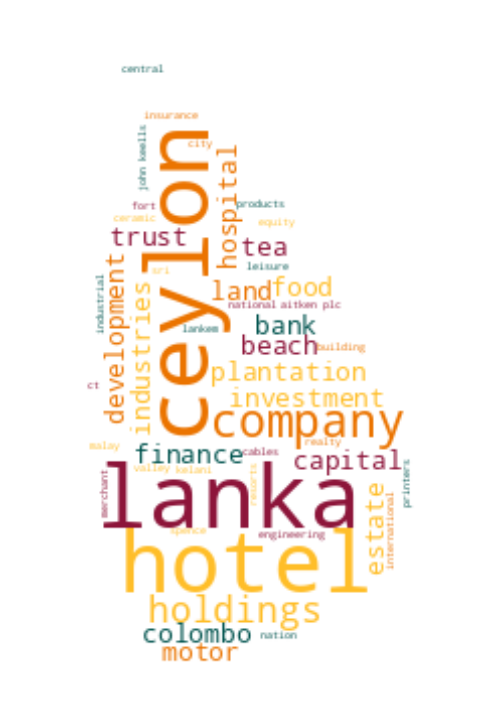 central
insurance
ceylon
city
john keells
hospital
fort
products
ceramic
equity
trust
tea
sri
leisure
industrial
development
industries
land
food
national
aitken plc
lankem
bank
beach
building
plantation
ct
investment
company
realty
malay
finance
cables
capital
valley
kelani
resorts
merchant
lanka
printers
estate
international
spence
engineering
hotel
holdings
colombo
nation
motor